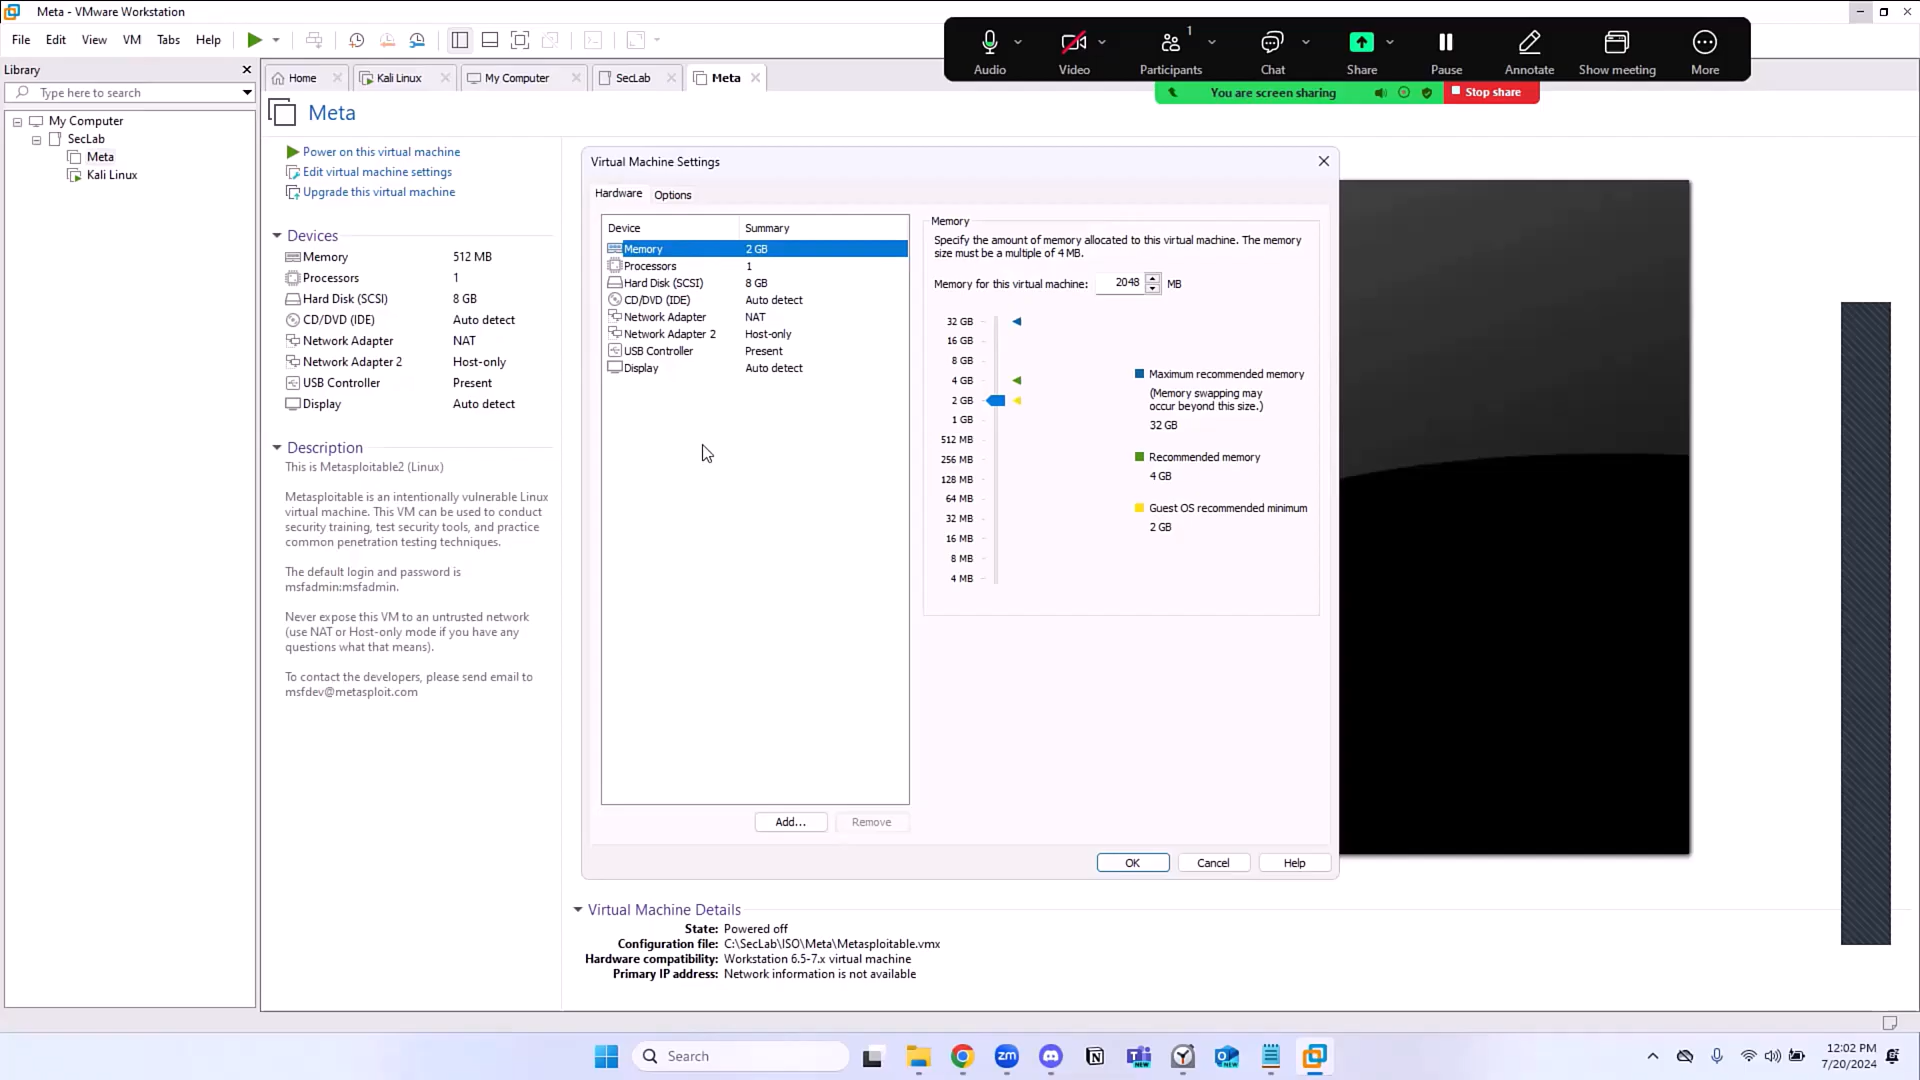 Meta - VMware Workstation
File Edit View VM Tabs Help
Audio Video Participants 1 Chat Share Pause Annotate Show meeting More
You are screen sharing Stop share
Library
Type here to search
My Computer
SecLab
Meta
Kali Linux
Home Kali Linux My Computer SecLab Meta
Meta
Power on this virtual machine
Edit virtual machine settings
Upgrade this virtual machine
Devices
Memory 512 MB
Processors 1
Hard Disk (SCSI) 8 GB
CD/DVD (IDE) Auto detect
Network Adapter NAT
Network Adapter 2 Host-only
USB Controller Present
Display Auto detect
Description
This is Metasploitable2 (Linux)
Metasploitable is an intentionally vulnerable Linux
virtual machine. This VM can be used to conduct
security training, test security tools, and practice
common penetration testing techniques.
The default login and password is
msfadmin:msfadmin.
Never expose this VM to an untrusted network
(use NAT or Host-only mode if you have any
questions what that means).
To contact the developers, please send email to
msfdev@metasploit.com
Virtual Machine Settings
Hardware Options
Device Summary
Memory 2 GB
Processors 1
Hard Disk (SCSI) 8 GB
CD/DVD (IDE) Auto detect
Network Adapter NAT
Network Adapter 2 Host-only
USB Controller Present
Display Auto detect
Add... Remove
Memory
Specify the amount of memory allocated to this virtual machine. The memory
size must be a multiple of 4 MB.
Memory for this virtual machine: 2048 MB
32 GB
16 GB
8 GB
4 GB
2 GB
1 GB
512 MB
256 MB
128 MB
64 MB
32 MB
16 MB
8 MB
4 MB
Maximum recommended memory
(Memory swapping may
occur beyond this size.)
32 GB
Recommended memory
4 GB
Guest OS recommended minimum
2 GB
OK Cancel Help
Virtual Machine Details
State: Powered off
Configuration file: C:\SecLab\ISO\Meta\Metasploitable.vmx
Hardware compatibility: Workstation 6.5-7.x virtual machine
Primary IP address: Network information is not available
Search
zm
NEW
NEW
12:02 PM
7/20/2024